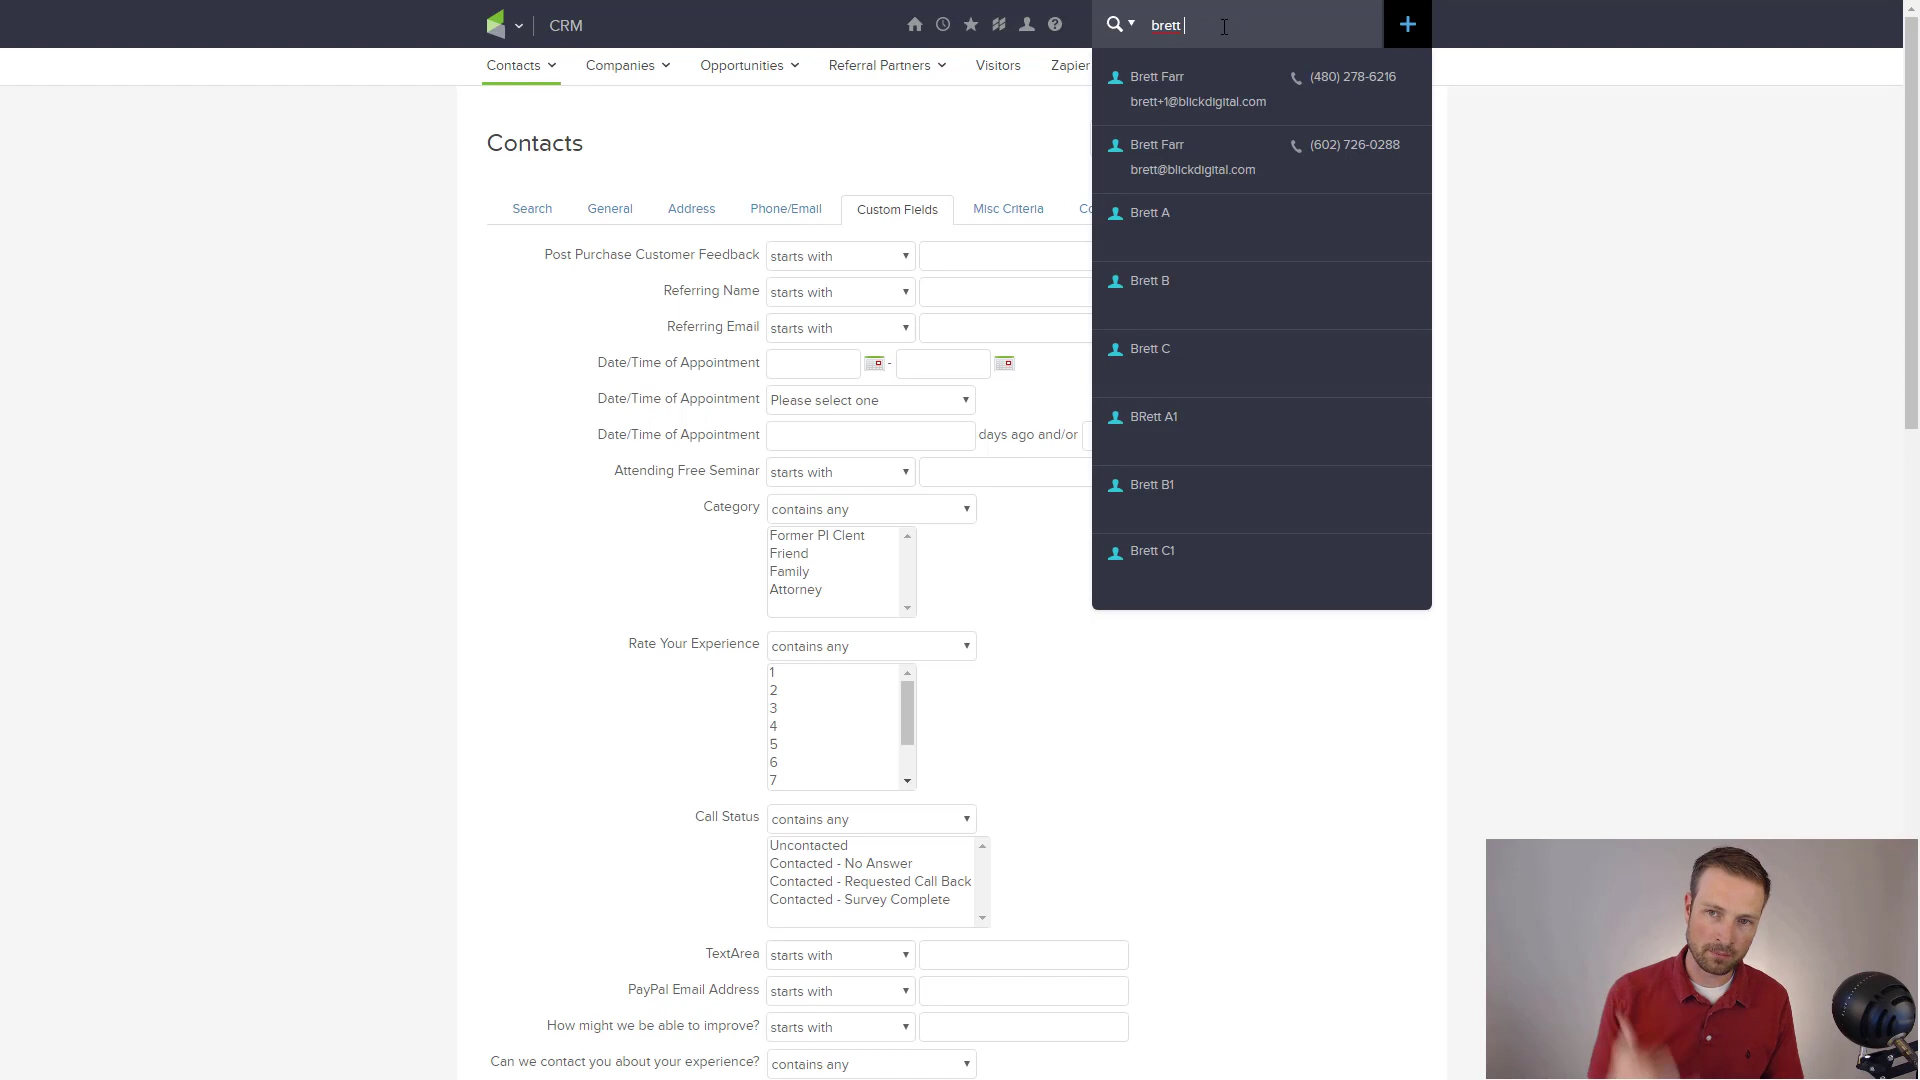 CRM
brett
Contacts Companies Opportunities Referral Partners Visitors Zapier
Brett Farr (480) 278-6216
brett+1@blickdigital.com
Brett Farr (602) 726-0288
brett@blickdigital.com
Brett A
Brett B
Brett C
BRett A1
Brett B1
Brett C1
Contacts
Search General Address Phone/Email Custom Fields Misc Criteria
Post Purchase Customer Feedback starts with
Referring Name starts with
Referring Email starts with
Date/Time of Appointment -
Date/Time of Appointment Please select one
Date/Time of Appointment days ago and/or
Attending Free Seminar starts with
Category contains any
Former PI Clent
Friend
Family
Attorney
Rate Your Experience contains any
1
2
3
4
5
6
7
Call Status contains any
Uncontacted
Contacted - No Answer
Contacted - Requested Call Back
Contacted - Survey Complete
TextArea starts with
PayPal Email Address starts with
How might we be able to improve? starts with
Can we contact you about your experience? contains any